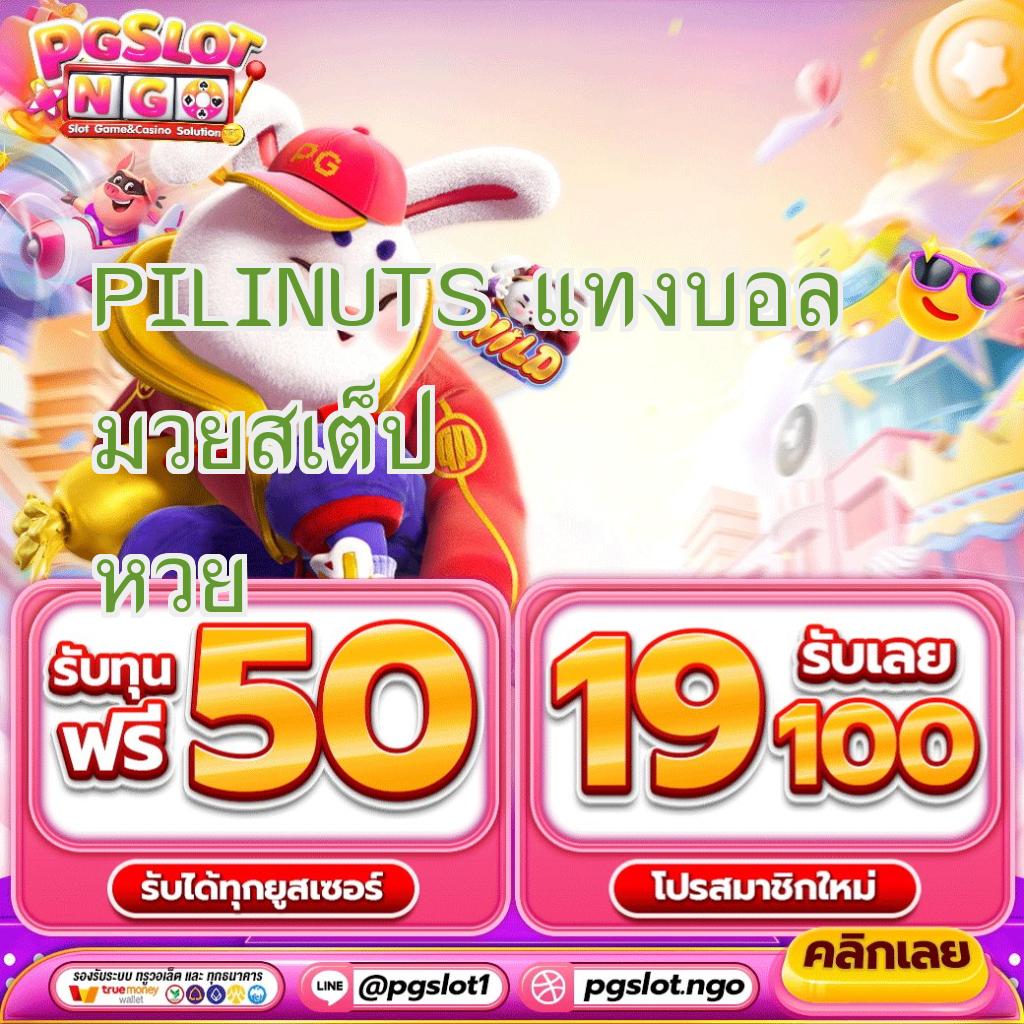 PGSLOT
NGO
Slot Game&Casino Solution
PG
PILINUTS แทงบอล
WILD
มวยสเต็ป
หวย
รับทุน
ฟรี 50
19 รับเลย
100
รับได้ทุกยูสเซอร์
โปรสมาชิกใหม่
คลิกเลย
รองรับระบบ ทรูวอเล็ต และ ทุกธนาคาร
truemoney
wallet
LINE @pgslot1
pgslot.ngo